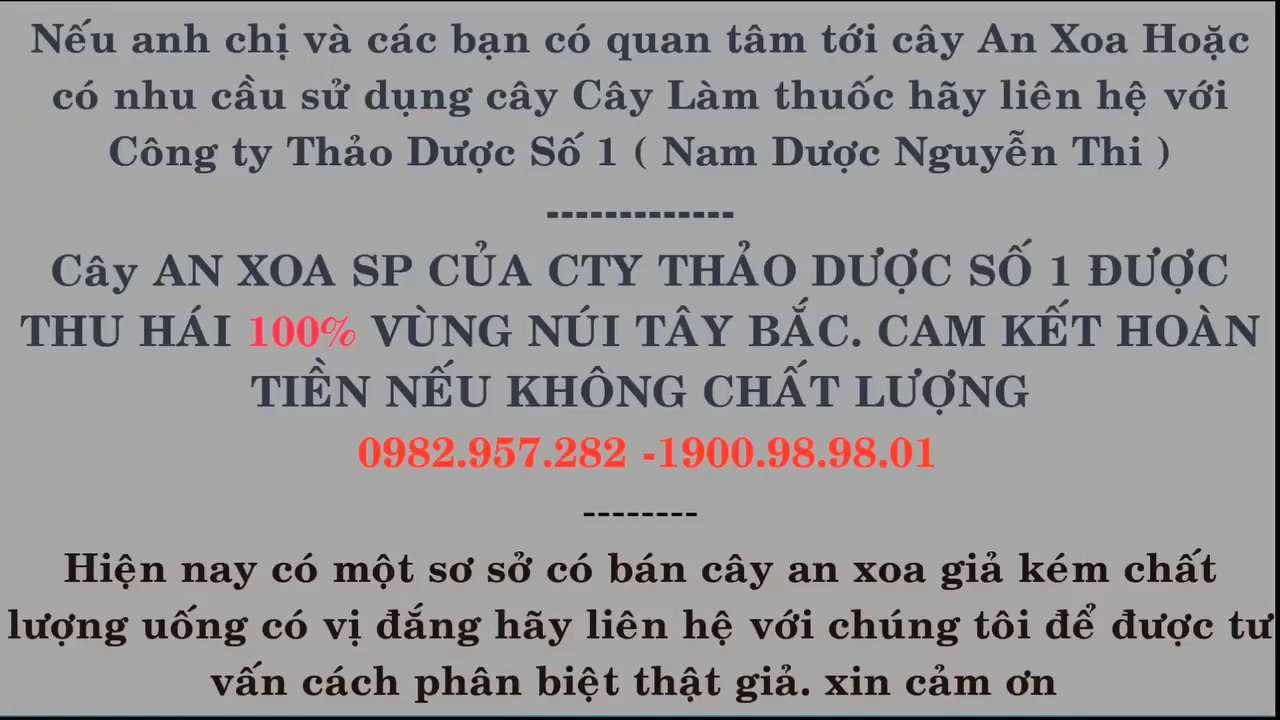 Nếu anh chị và các bạn có quan tâm tới cây An Xoa Hoặc
có nhu cầu sử dụng cây Cây Làm thuốc hãy liên hệ với
Công ty Thảo Dược Số 1 ( Nam Dược Nguyễn Thi )
-------------
Cây AN XOA SP CỦA CTY THẢO DƯỢC SỐ 1 ĐƯỢC
THU HÁI 100% VÙNG NÚI TÂY BẮC. CAM KẾT HOÀN
TIỀN NẾU KHÔNG CHẤT LƯỢNG
0982.957.282 -1900.98.98.01
--------
Hiện nay có một sơ sở có bán cây an xoa giả kém chất
lượng uống có vị đắng hãy liên hệ với chúng tôi để được tư
vấn cách phân biệt thật giả. xin cảm ơn